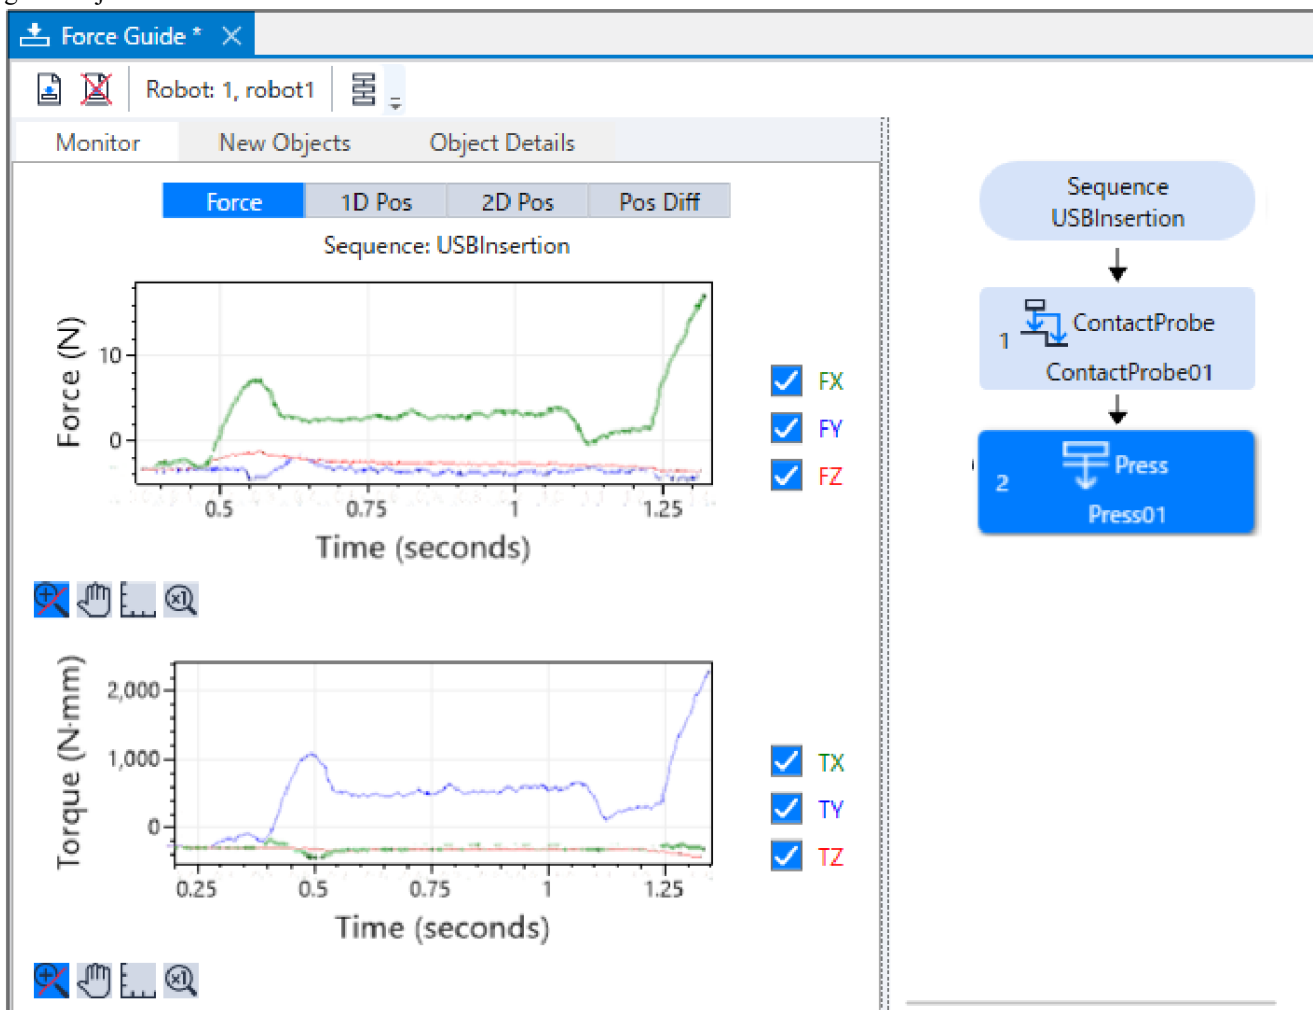 Force Guide *
Robot: 1, robot1
Monitor New Objects Object Details
Force 1D Pos 2D Pos Pos Diff
Sequence: USBInsertion
Force (N)
10
0
0.5 0.75 1 1.25
Time (seconds)
FX
FY
FZ
x1
Torque (N·mm)
2,000
1,000
0
0.25 0.5 0.75 1 1.25
Time (seconds)
TX
TY
TZ
x1
Sequence
USBInsertion
1 ContactProbe
ContactProbe01
2 Press
Press01